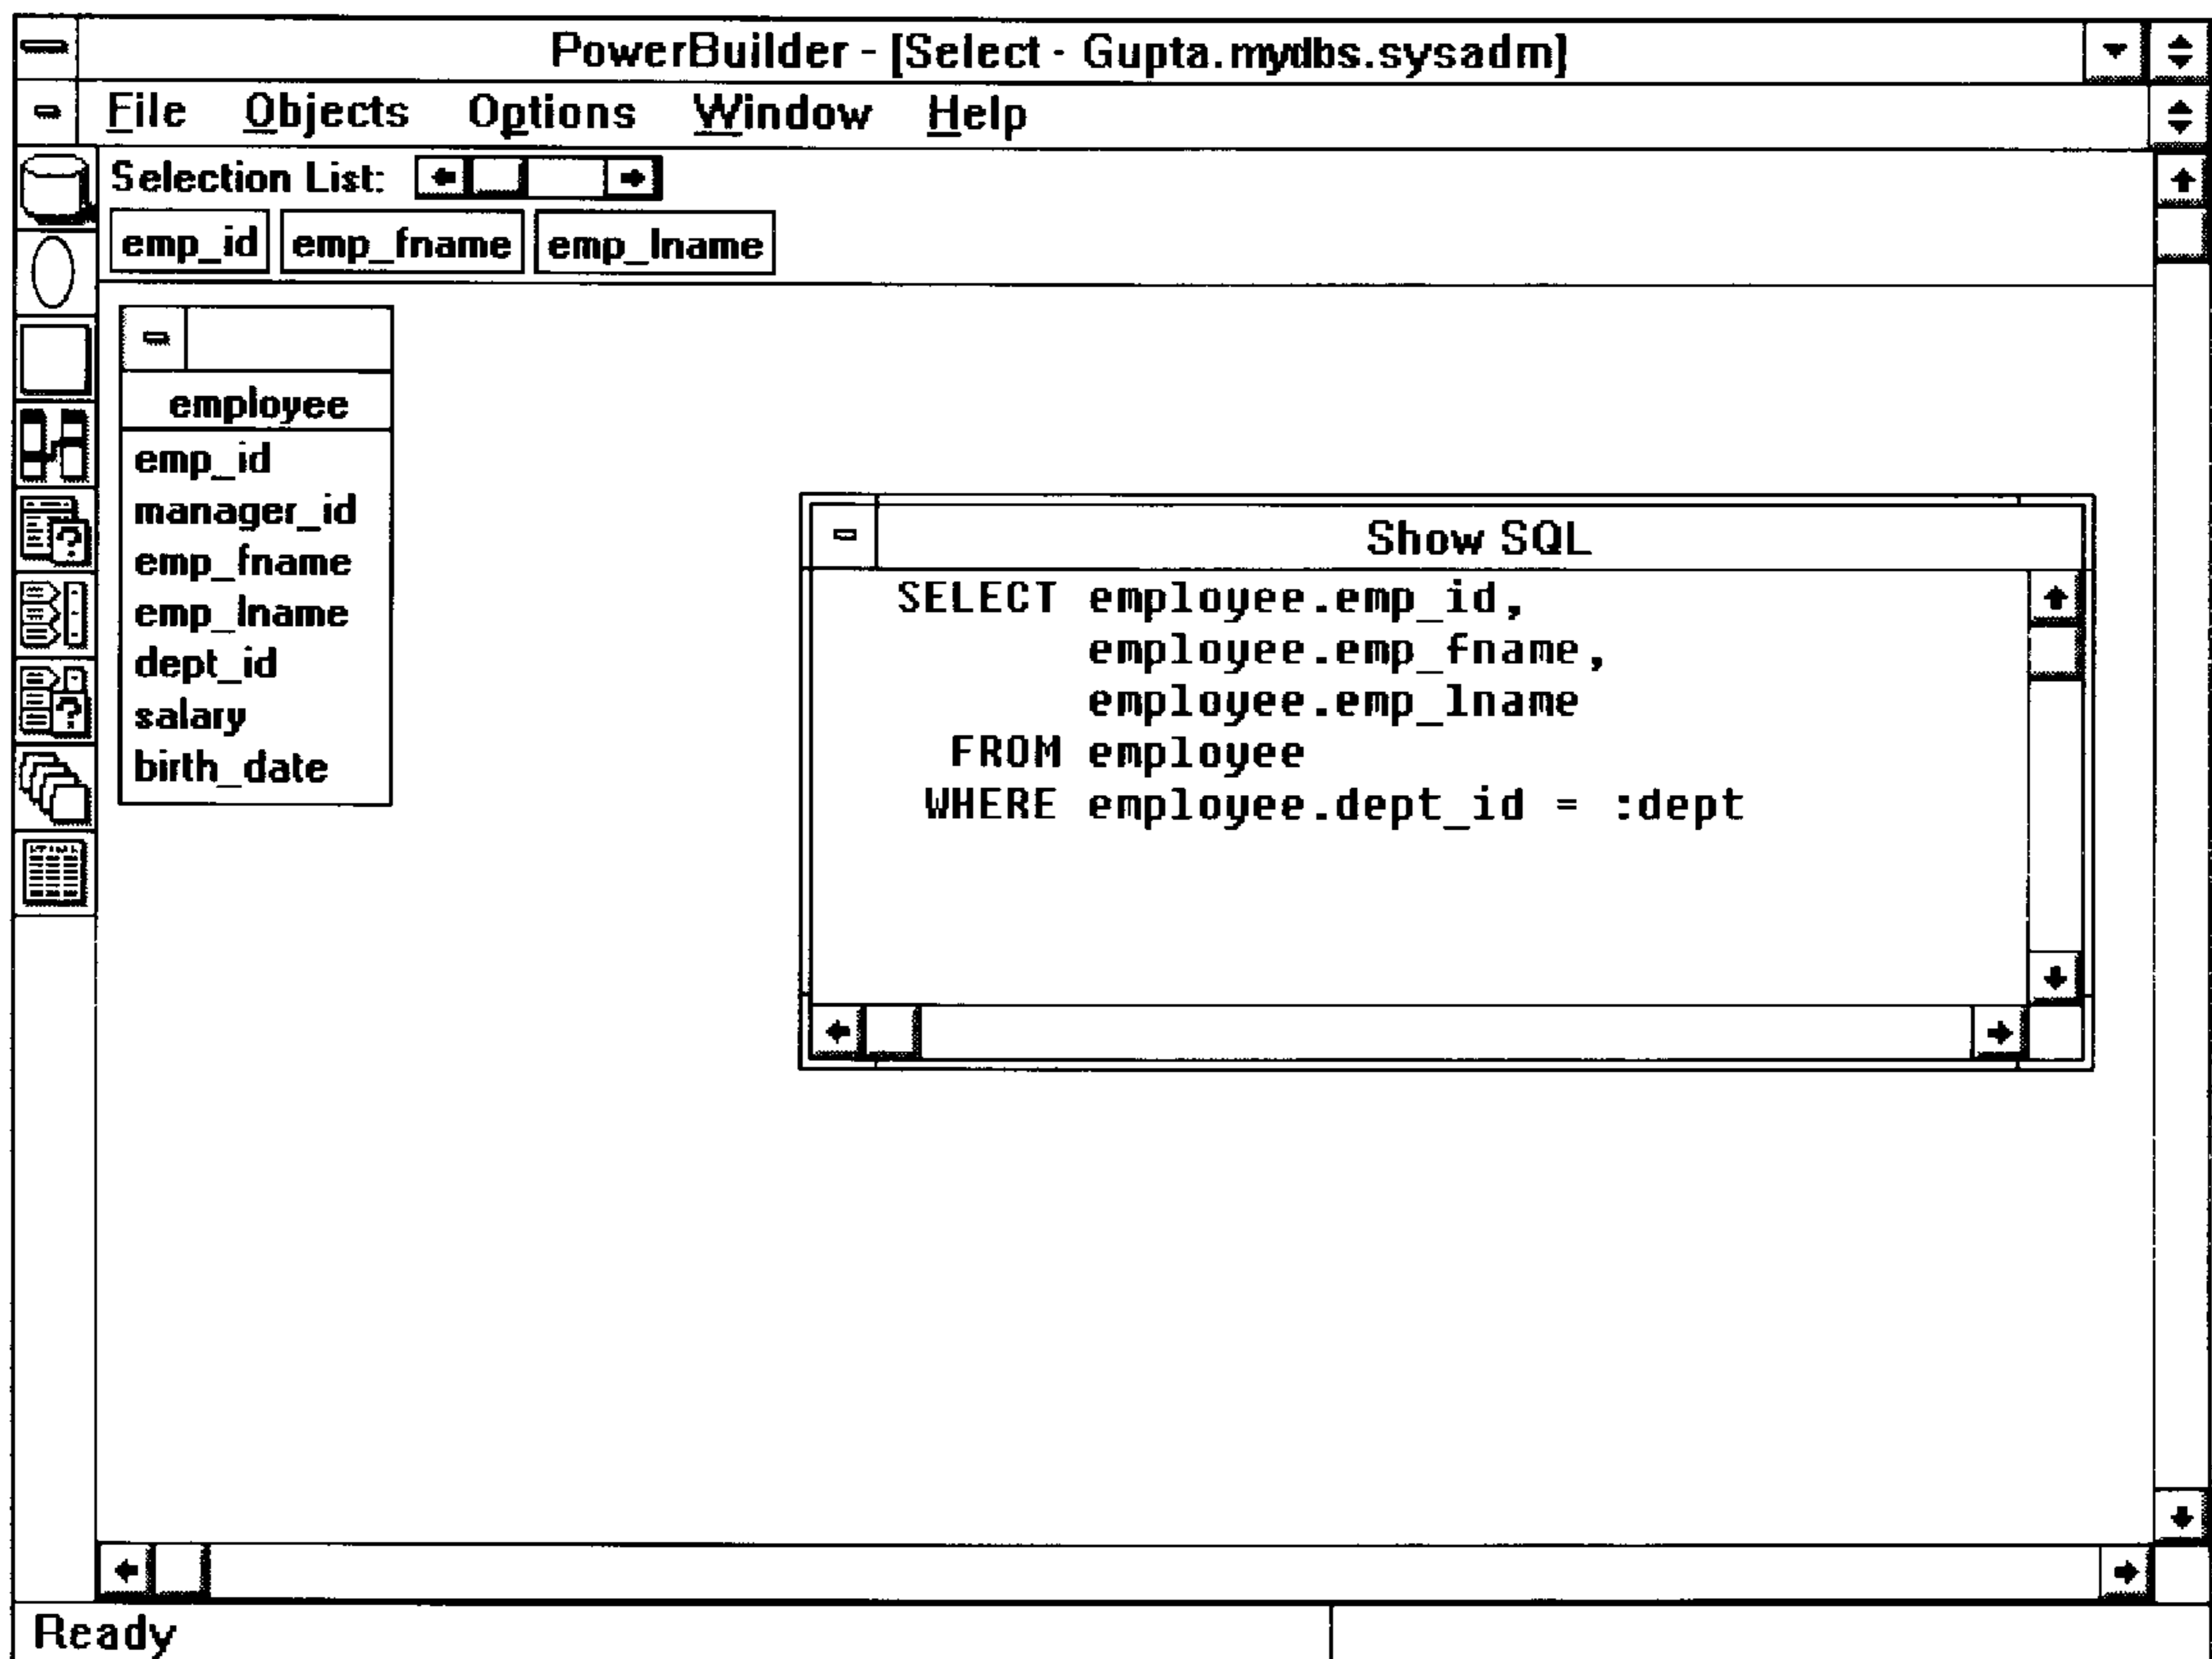 PowerBuilder - [Select - Gupta.mydbs.sysadm]
File Objects Options Window Help
Selection List:
emp_id emp_fname emp_lname
employee
emp_id
manager_id
emp_fname
emp_lname
dept_id
salary
birth_date
Show SQL
SELECT employee.emp_id,
employee.emp_fname,
employee.emp_lname
FROM employee
WHERE employee.dept_id = :dept
Ready